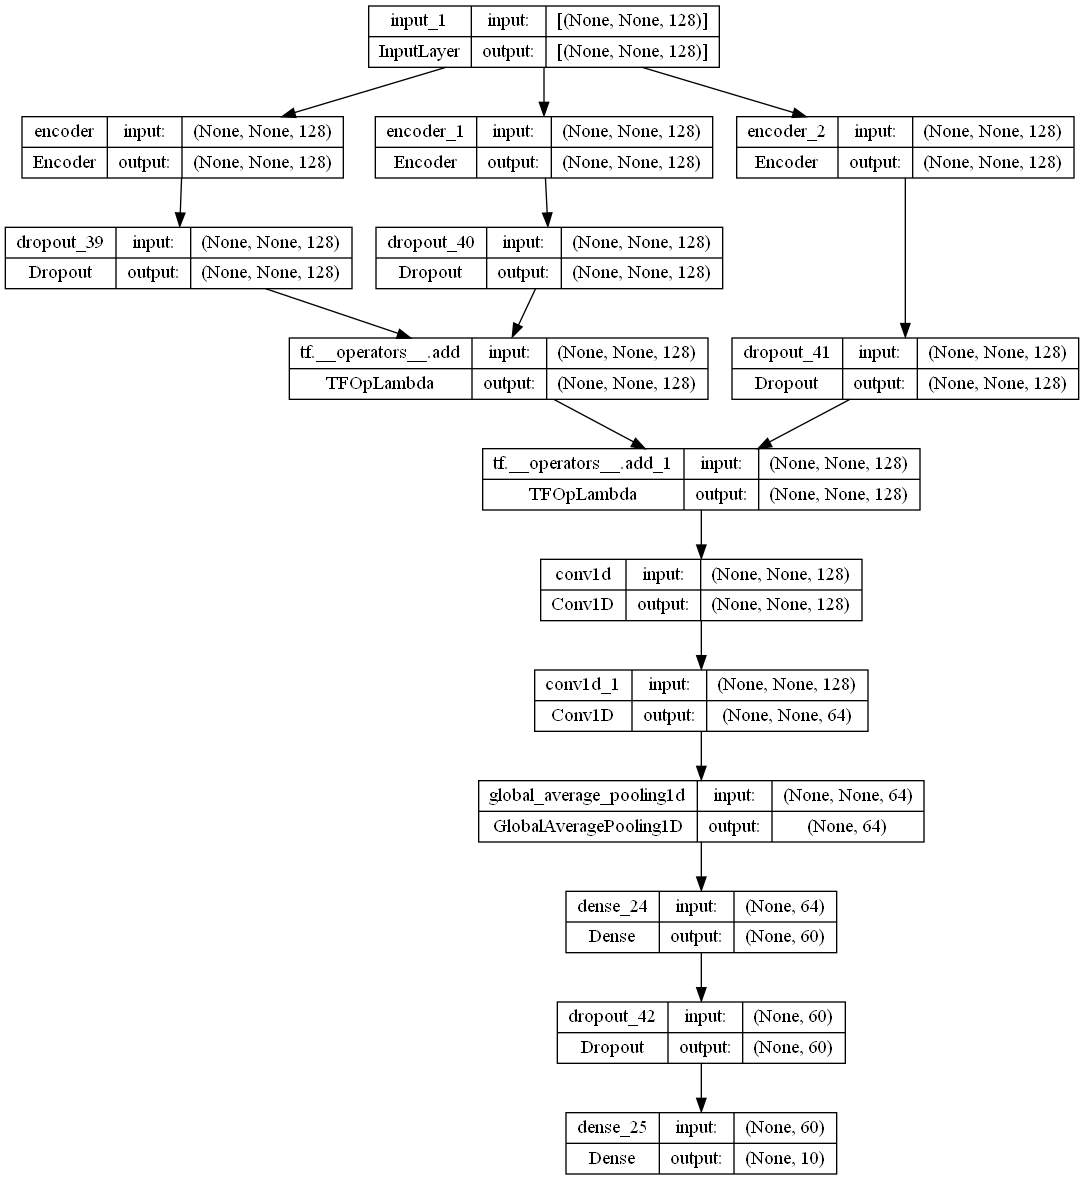 input_1 input: [(None, None, 128)]
InputLayer output: [(None, None, 128)]
encoder input: (None, None, 128) encoder_1 input: (None, None, 128) encoder_2 input: (None, None, 128)
Encoder output: (None, None, 128) Encoder output: (None, None, 128) Encoder output: (None, None, 128)
dropout_39 input: (None, None, 128) dropout_40 input: (None, None, 128)
Dropout output: (None, None, 128) Dropout output: (None, None, 128)
tf.__operators__.add input: (None, None, 128) dropout_41 input: (None, None, 128)
TFOpLambda output: (None, None, 128) Dropout output: (None, None, 128)
tf.__operators__.add_1 input: (None, None, 128)
TFOpLambda output: (None, None, 128)
conv1d input: (None, None, 128)
Conv1D output: (None, None, 128)
conv1d_1 input: (None, None, 128)
Conv1D output: (None, None, 64)
global_average_pooling1d input: (None, None, 64)
GlobalAveragePooling1D output: (None, 64)
dense_24 input: (None, 64)
Dense output: (None, 60)
dropout_42 input: (None, 60)
Dropout output: (None, 60)
dense_25 input: (None, 60)
Dense output: (None, 10)